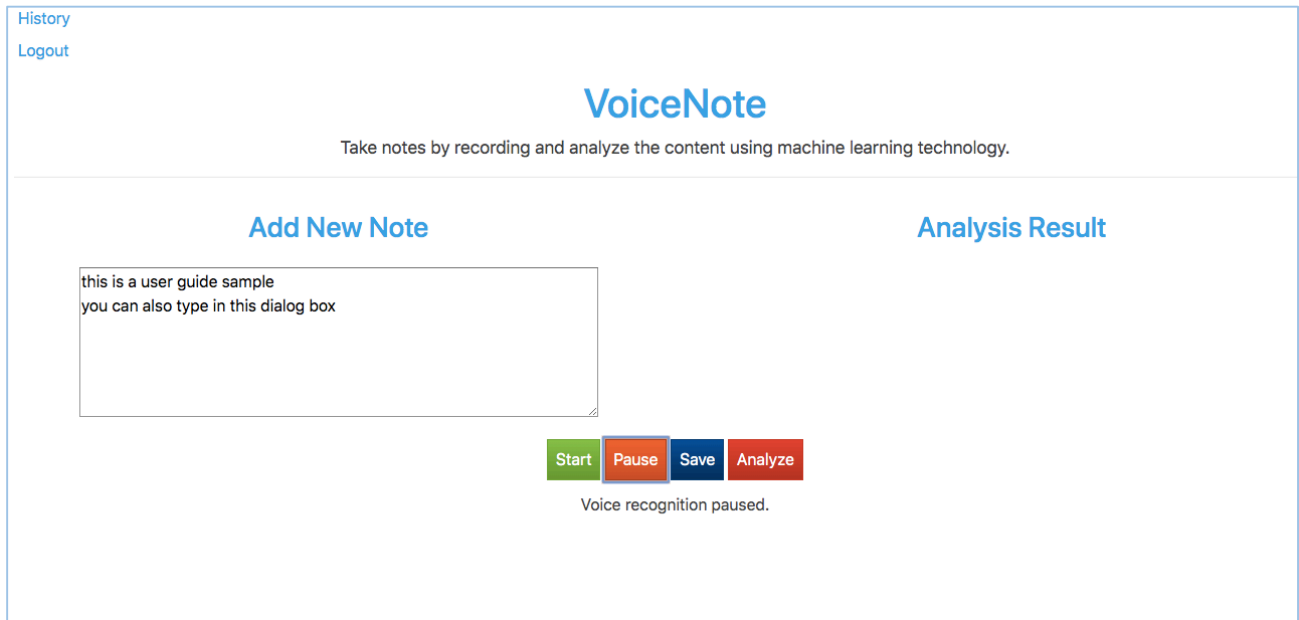 History
Logout
VoiceNote
Take notes by recording and analyze the content using machine learning technology.
Add New Note
Analysis Result
this is a user guide sample
you can also type in this dialog box
Start Pause Save Analyze
Voice recognition paused.